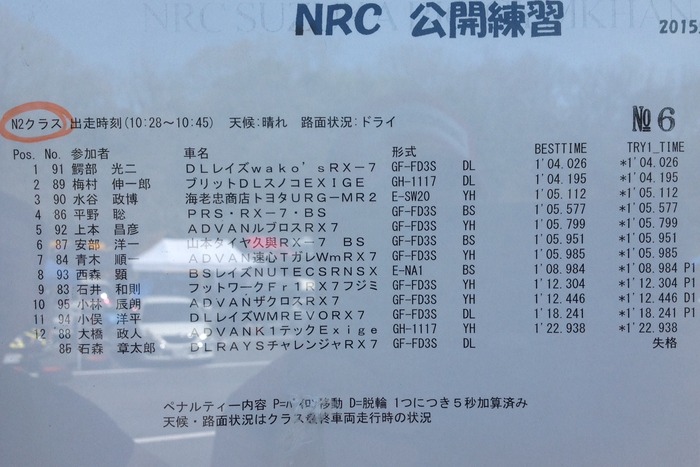 NRC 公開練習
2015.
N2クラス 出走時刻(10:28～10:45) 天候:晴れ 路面状況:ドライ
№6
Pos. No. 参加者 車名 形式 BESTTIME TRY1_TIME
1 91 鰐部 光二 DLレイズwako'sRX-7 GF-FD3S DL 1'04.026 *1'04.026
2 89 梅村 伸一郎 ブリットDLスノコEXIGE GH-1117 DL 1'04.195 *1'04.195
3 90 水谷 政博 海老忠商店トヨタURG-MR2 E-SW20 YH 1'05.112 *1'05.112
4 86 平野 聡 PRS・RX-7・BS GF-FD3S BS 1'05.577 *1'05.577
5 92 上本 昌彦 ADVANルブロスRX-7 GF-FD3S YH 1'05.799 *1'05.799
6 87 安部 洋一 山本タイヤ久與RX-7 BS GF-FD3S BS 1'05.951 *1'05.951
7 84 青木 順一 ADVAN速心TガレWmRX-7 GF-FD3S YH 1'05.985 *1'05.985
8 93 西森 顕 BSレイズNUTECSRNSX E-NA1 BS 1'08.984 *1'08.984 P1
9 83 石井 和則 フットワークFr1RX7フジミ GF-FD3S YH 1'12.304 *1'12.304 P1
10 95 小林 辰朗 ADVANザクロスRX7 GF-FD3S YH 1'12.446 *1'12.446 D1
11 94 小俣 洋平 DLレイズWMREVORX7 GF-FD3S DL 1'18.241 *1'18.241 P1
12 88 大橋 政人 ADVANK1テックExige GH-1117 YH 1'22.938 *1'22.938
85 石森 章太郎 DLRAYSチャレンジャRX7 GF-FD3S DL 失格
ペナルティー内容 P=パイロン移動 D=脱輪 1つにつき5秒加算済み
天候・路面状況はクラス最終車両走行時の状況